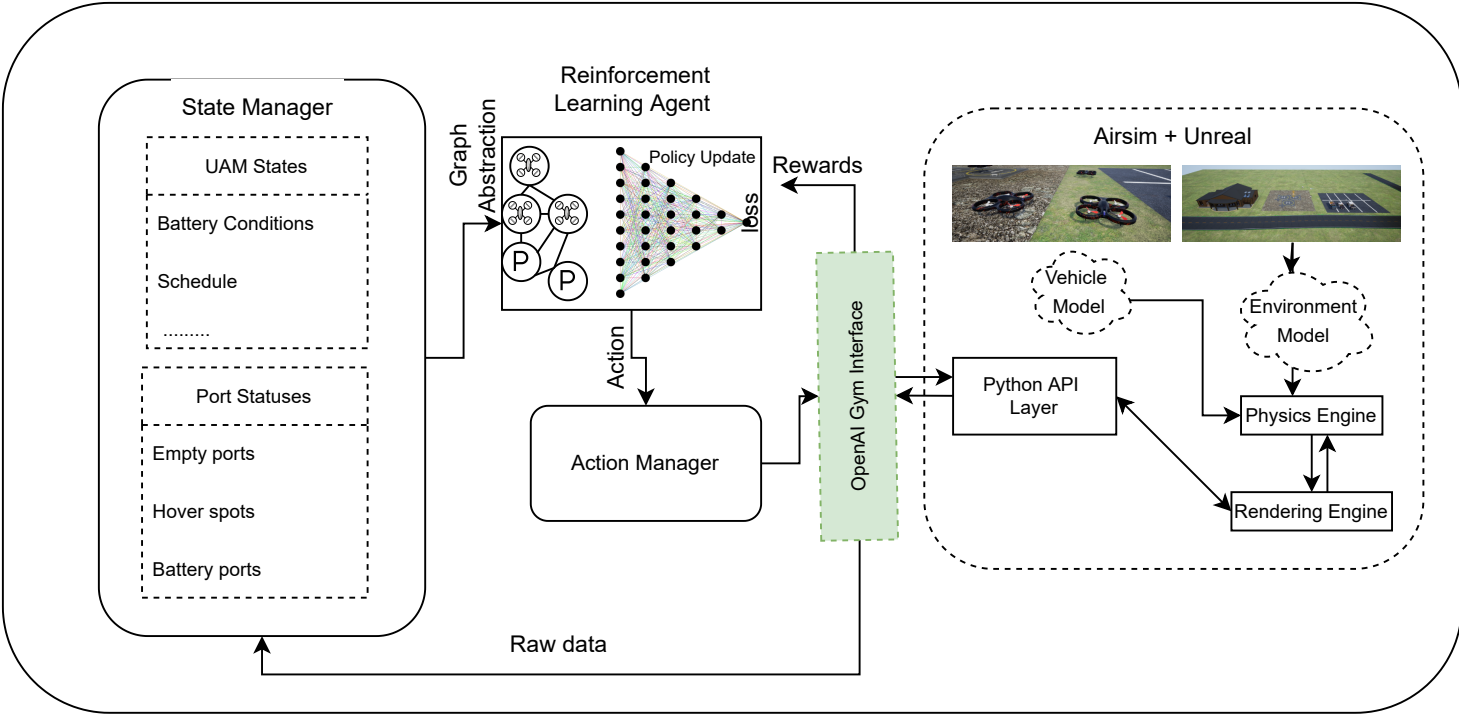 State Manager
UAM States
Battery Conditions
Schedule
.........
Port Statuses
Empty ports
Hover spots
Battery ports
Graph
Abstraction
Reinforcement
Learning Agent
Policy Update
loss
P
P
Rewards
Action
Action Manager
OpenAI Gym Interface
Raw data
Airsim + Unreal
Vehicle
Model
Environment
Model
Python API
Layer
Physics Engine
Rendering Engine